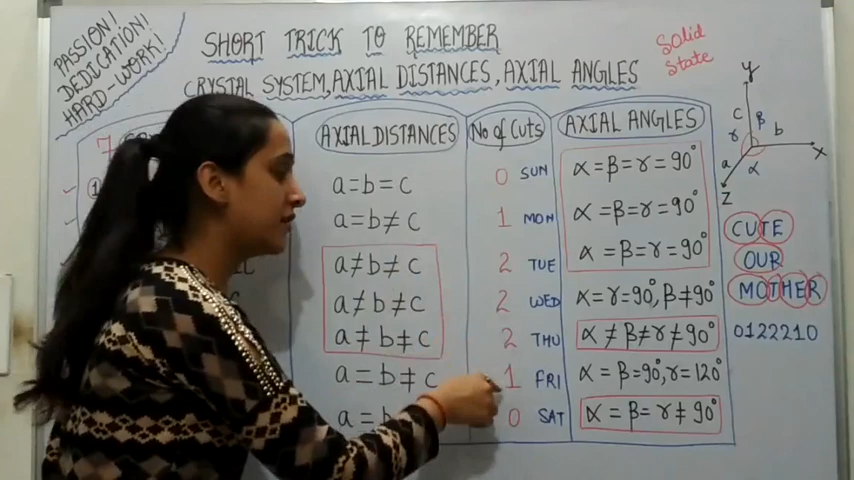 PASSION!
DEDICATION!
HARD-WORK!
SHORT TRICK TO REMEMBER
CRYSTAL SYSTEM, AXIAL DISTANCES, AXIAL ANGLES
Solid
State
7
AXIAL DISTANCES No of Cuts AXIAL ANGLES
1 a=b=c 0 SUN α=β=γ=90°
a=b≠c 1 MON α=β=γ=90°
a≠b≠c 2 TUE α=β=γ=90°
a≠b≠c 2 WED α=γ=90°, β≠90°
a≠b≠c 2 THU α≠β≠γ≠90°
a=b≠c 1 FRI α=β=90°, γ=120°
a=b 0 SAT α=β=γ≠90°
y
c β
γ b
x
a α
Z
CUTE
OUR
MOTHER
0122210